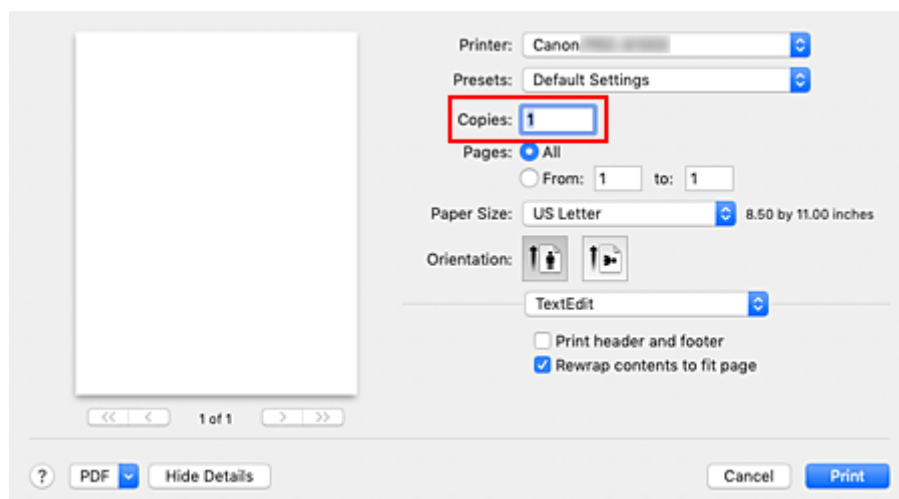 Printer: Canon
Presets: Default Settings
Copies: 1
Pages: All
From: 1 to: 1
Paper Size: US Letter 8.50 by 11.00 inches
Orientation:
TextEdit
Print header and footer
Rewrap contents to fit page
1 of 1
? PDF Hide Details Cancel Print